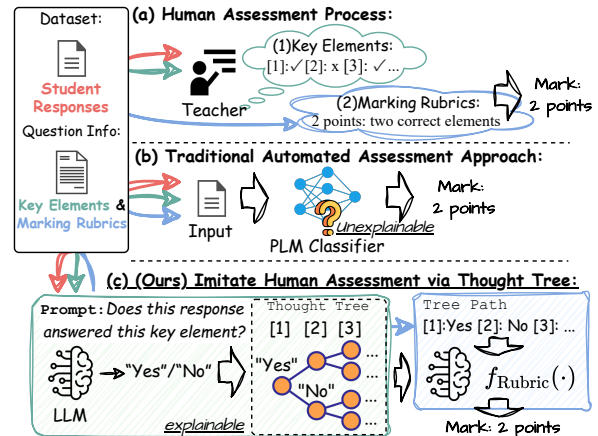 Dataset:
Student
Responses
Question Info:
Key Elements &
Marking Rubrics
(a) Human Assessment Process:
Teacher
(1)Key Elements:
[1]:✓[2]: x [3]: ✓...
(2)Marking Rubrics:
2 points: two correct elements
Mark:
2 points
(b) Traditional Automated Assessment Approach:
Input
PLM Classifier
Unexplainable
Mark:
2 points
(c) (Ours) Imitate Human Assessment via Thought Tree:
Prompt: Does this response
answered this key element?
LLM
"Yes"/"No"
explainable
Thought Tree
[1] [2] [3]
"Yes"
"No"
...
...
...
...
Tree Path
[1]:Yes [2]: No [3]: ...
fRubric(·)
Mark: 2 points